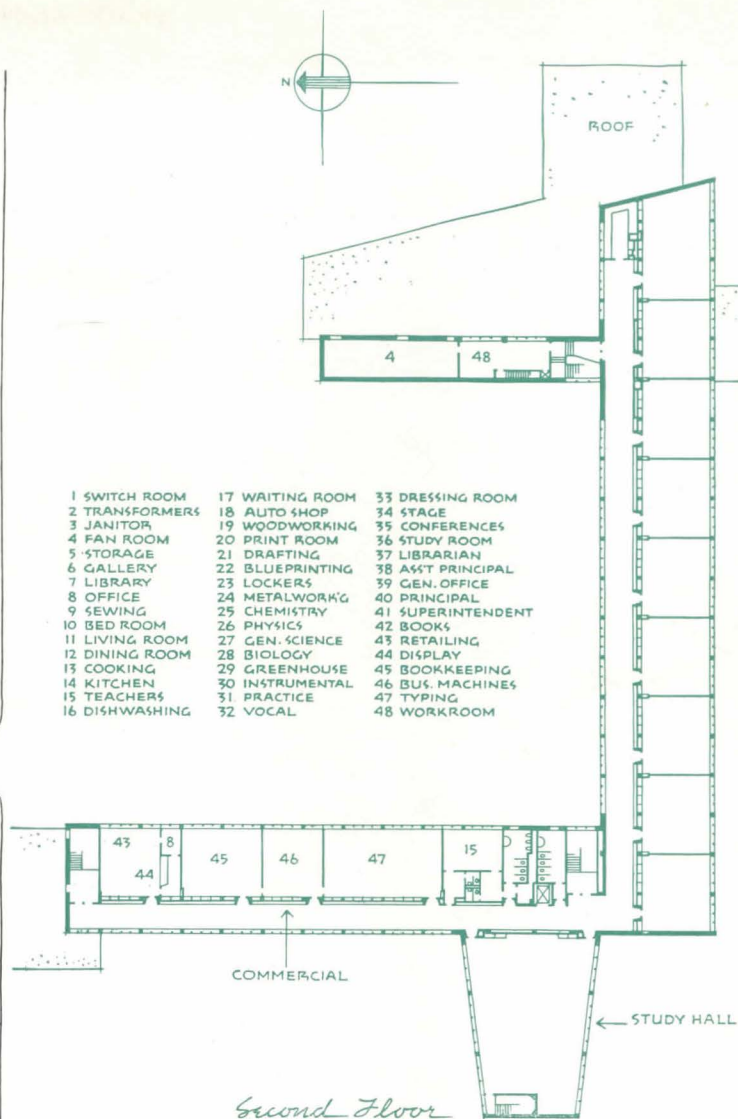 N
ROOF
4
48
1 SWITCH ROOM
2 TRANSFORMERS
3 JANITOR
4 FAN ROOM
5 STORAGE
6 GALLERY
7 LIBRARY
8 OFFICE
9 SEWING
10 BED ROOM
11 LIVING ROOM
12 DINING ROOM
13 COOKING
14 KITCHEN
15 TEACHERS
16 DISHWASHING
17 WAITING ROOM
18 AUTO SHOP
19 WOODWORKING
20 PRINT ROOM
21 DRAFTING
22 BLUEPRINTING
23 LOCKERS
24 METALWORK'G
25 CHEMISTRY
26 PHYSICS
27 GEN. SCIENCE
28 BIOLOGY
29 GREENHOUSE
30 INSTRUMENTAL
31 PRACTICE
32 VOCAL
33 DRESSING ROOM
34 STAGE
35 CONFERENCES
36 STUDY ROOM
37 LIBRARIAN
38 ASS'T PRINCIPAL
39 GEN. OFFICE
40 PRINCIPAL
41 SUPERINTENDENT
42 BOOKS
43 RETAILING
44 DISPLAY
45 BOOKKEEPING
46 BUS. MACHINES
47 TYPING
48 WORKROOM
43
8
44
45
46
47
15
COMMERCIAL
STUDY HALL
Second Floor